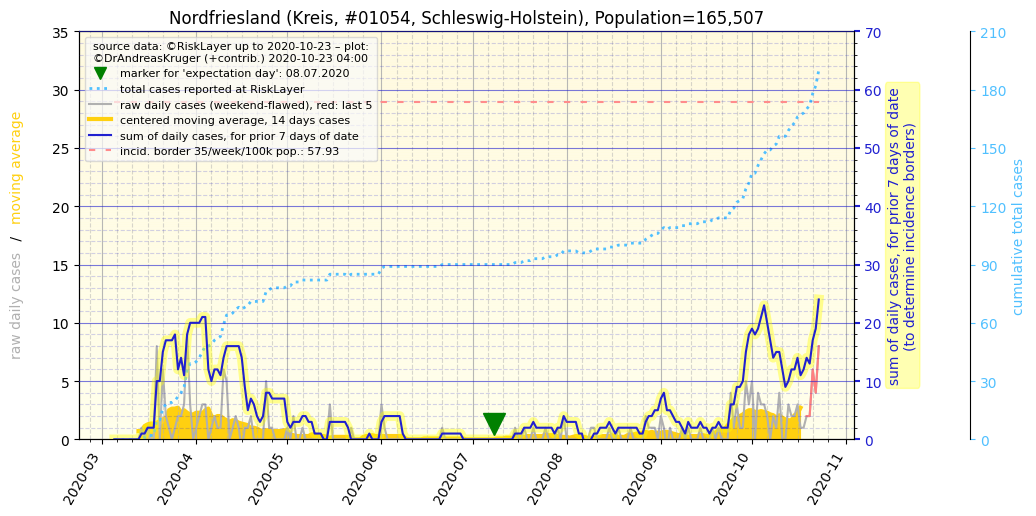 Nordfriesland (Kreis, #01054, Schleswig-Holstein), Population=165,507
source data: ©RiskLayer up to 2020-10-23 – plot:
©DrAndreasKruger (+contrib.) 2020-10-23 04:00
marker for 'expectation day': 08.07.2020
total cases reported at RiskLayer
raw daily cases (weekend-flawed), red: last 5
centered moving average, 14 days cases
sum of daily cases, for prior 7 days of date
incid. border 35/week/100k pop.: 57.93
raw daily cases / moving average
35
30
25
20
15
10
5
0
2020-03
2020-04
2020-05
2020-06
2020-07
2020-08
2020-09
2020-10
2020-11
70
60
50
40
30
20
10
0
sum of daily cases, for prior 7 days of date
(to determine incidence borders)
210
180
150
120
90
60
30
0
cumulative total cases